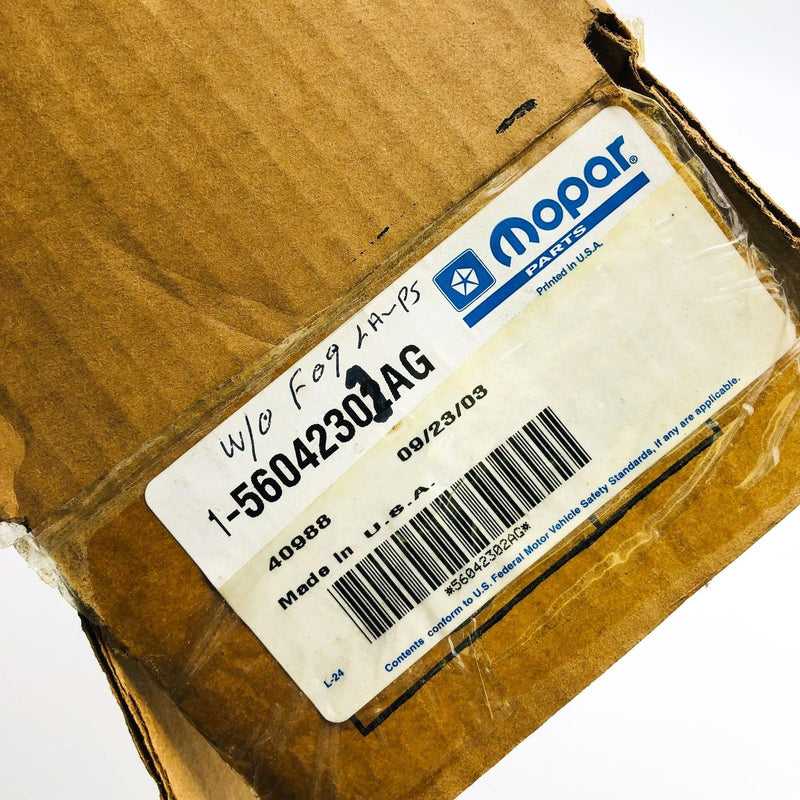 Mopar®
PARTS
Printed in U.S.A.
W/O FOg LAMPS
1-56042301AG
09/23/03
40988
Made In U.S.A.
*56042302AG*
Contents conform to U.S. Federal Motor Vehicle Safety Standards, if any are applicable.
L-24